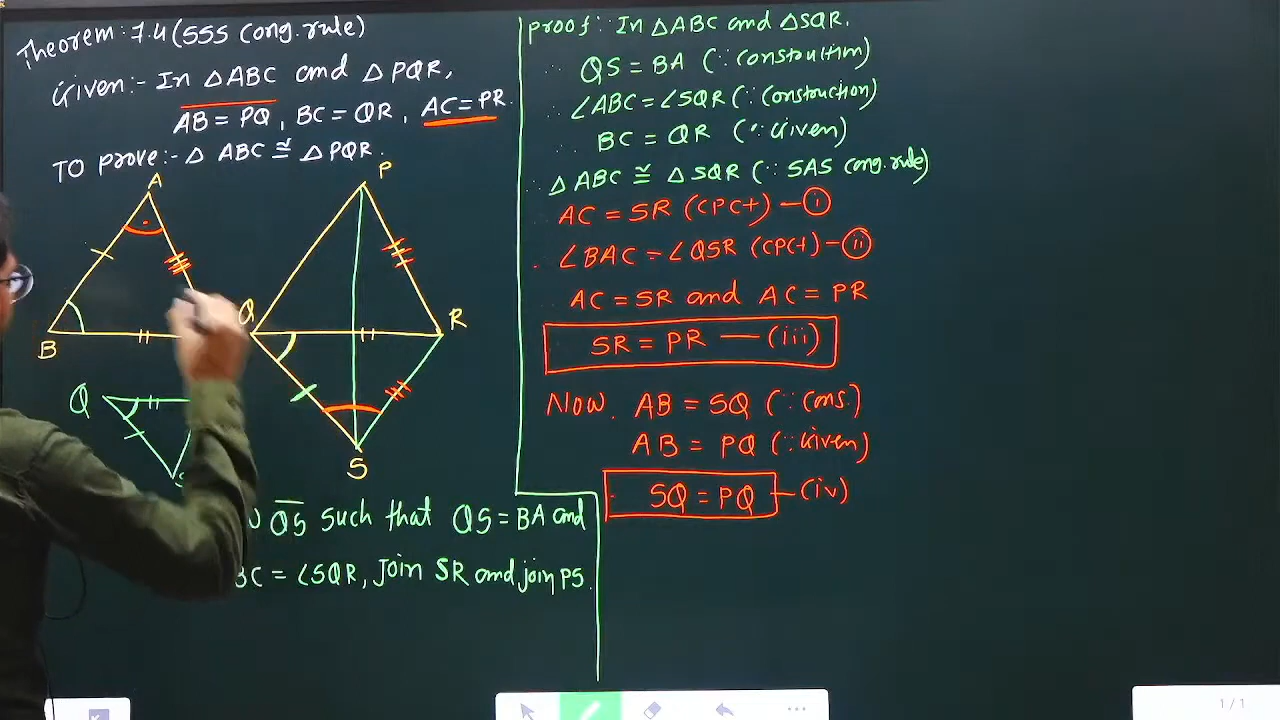 Theorem: 7.4 (SSS Cong. rule)
Given:- In △ABC and △PQR,
AB = PQ, BC = QR, AC = PR.
TO prove:- △ ABC ≅ △ PQR.
A
P
B
Q
R
Q
S
S
QS such that QS = BA and
BC = ∠SQR, Join SR and join PS.
proof: In △ABC and △SQR.
QS = BA (∵ Construction)
∠ABC = ∠SQR (∵ Construction)
BC = QR (∵ Given)
△ ABC ≅ △ SQR (∵ SAS Cong. rule)
AC = SR (CPCt) — (i)
∠BAC = ∠QSR (CPCt) — (ii)
AC = SR and AC = PR
SR = PR — (iii)
Now. AB = SQ (∵ Cons.)
AB = PQ (∵ Given)
SQ = PQ — (iv)
1 / 1